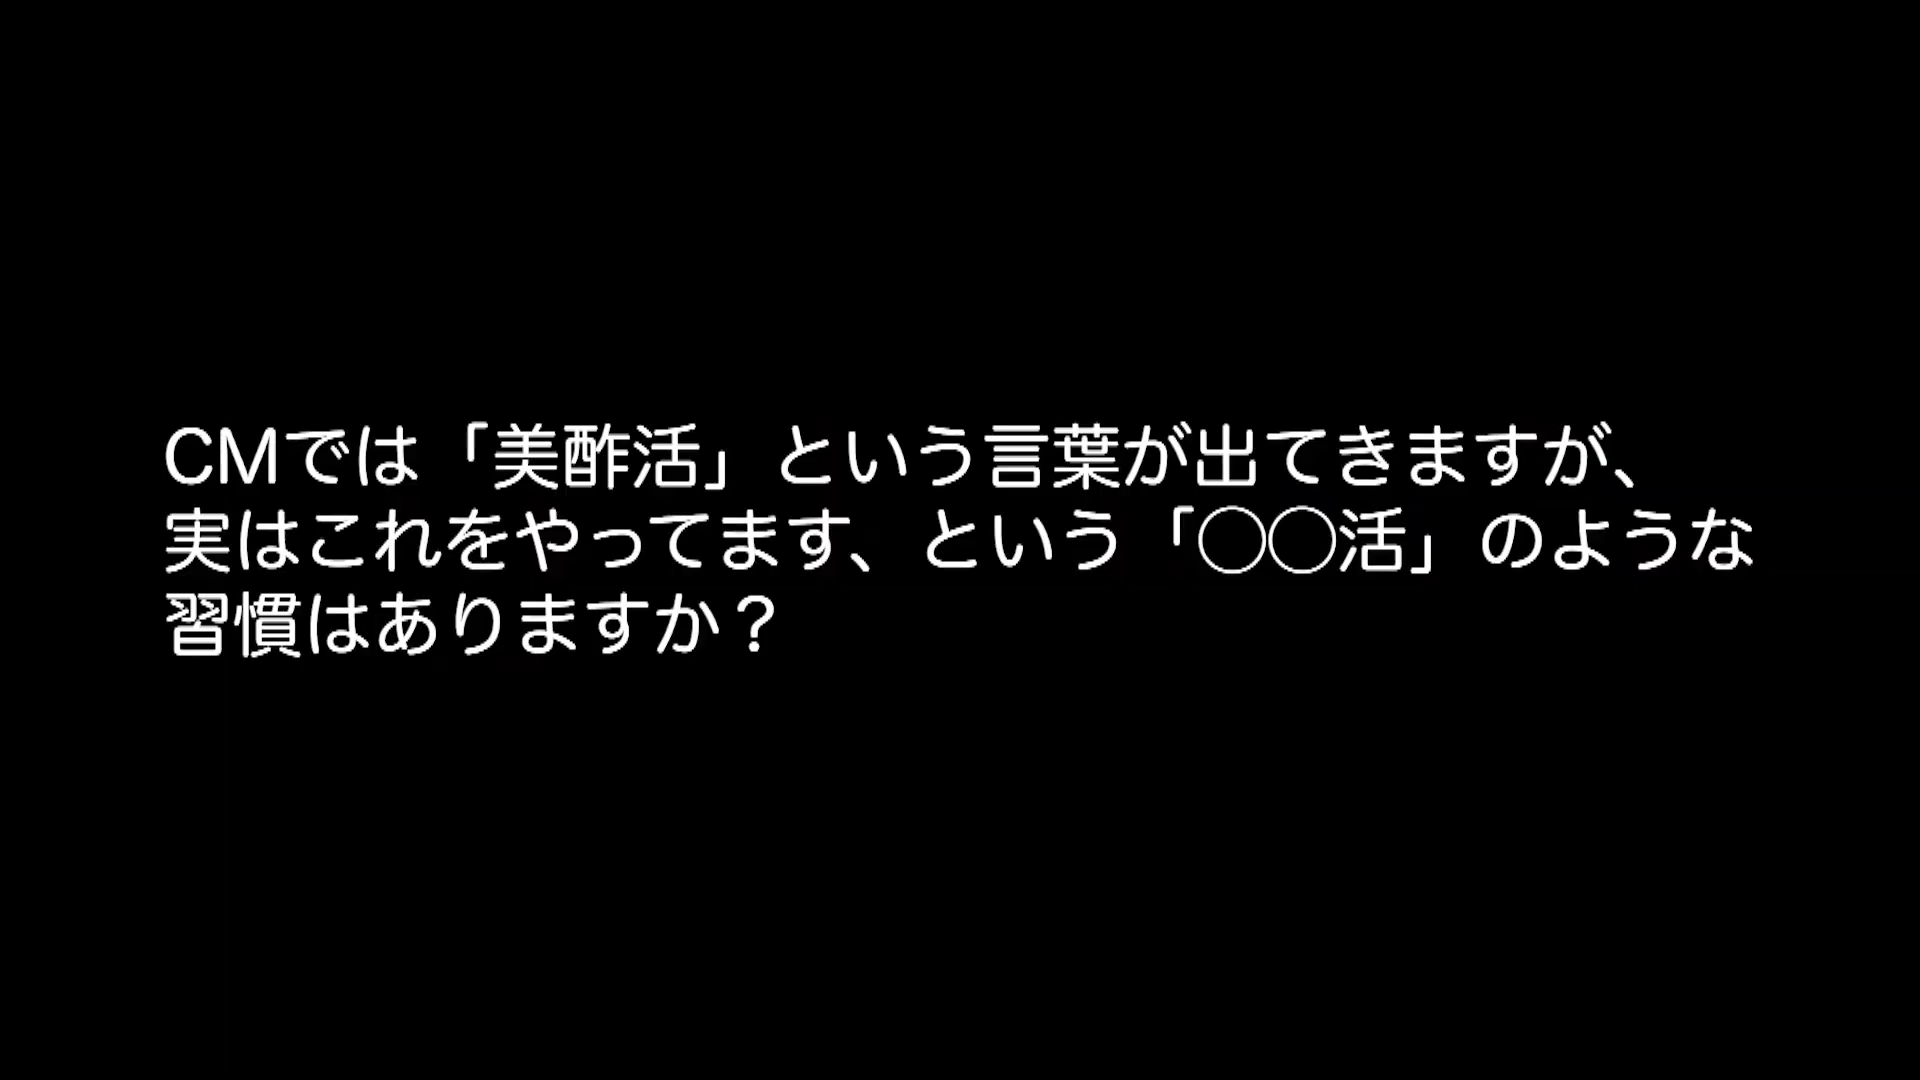 CMでは「美酢活」という言葉が出てきますが、
実はこれをやってます、という「◯◯活」のような
習慣はありますか？